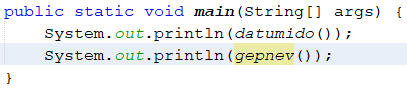 public static void main(String[] args) {
    System.out.println(datumido());
    System.out.println(gepnev());
}